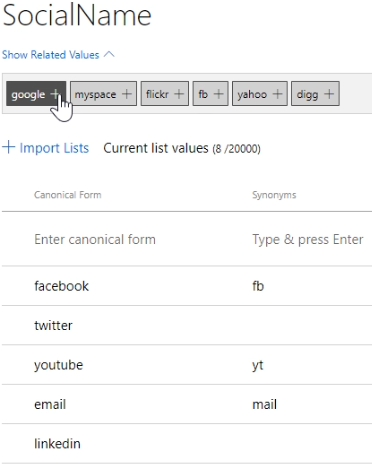 SocialName
Show Related Values
google + myspace + flickr + fb + yahoo + digg +
+ Import Lists Current list values (8 /20000)
Canonical Form Synonyms
Enter canonical form Type & press Enter
facebook fb
twitter
youtube yt
email mail
linkedin